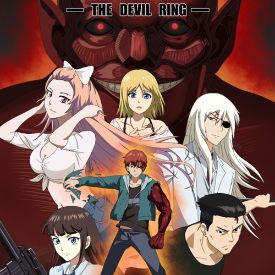 — THE DEVIL RING —